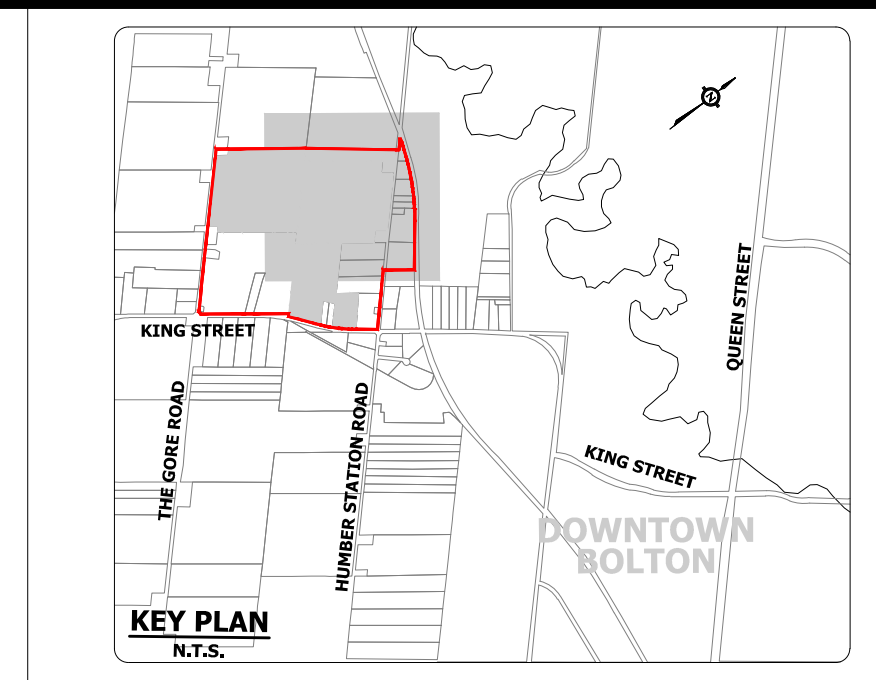 N
QUEEN STREET
KING STREET
THE GORE ROAD
HUMBER STATION ROAD
KING STREET
DOWNTOWN
BOLTON
KEY PLAN
N.T.S.